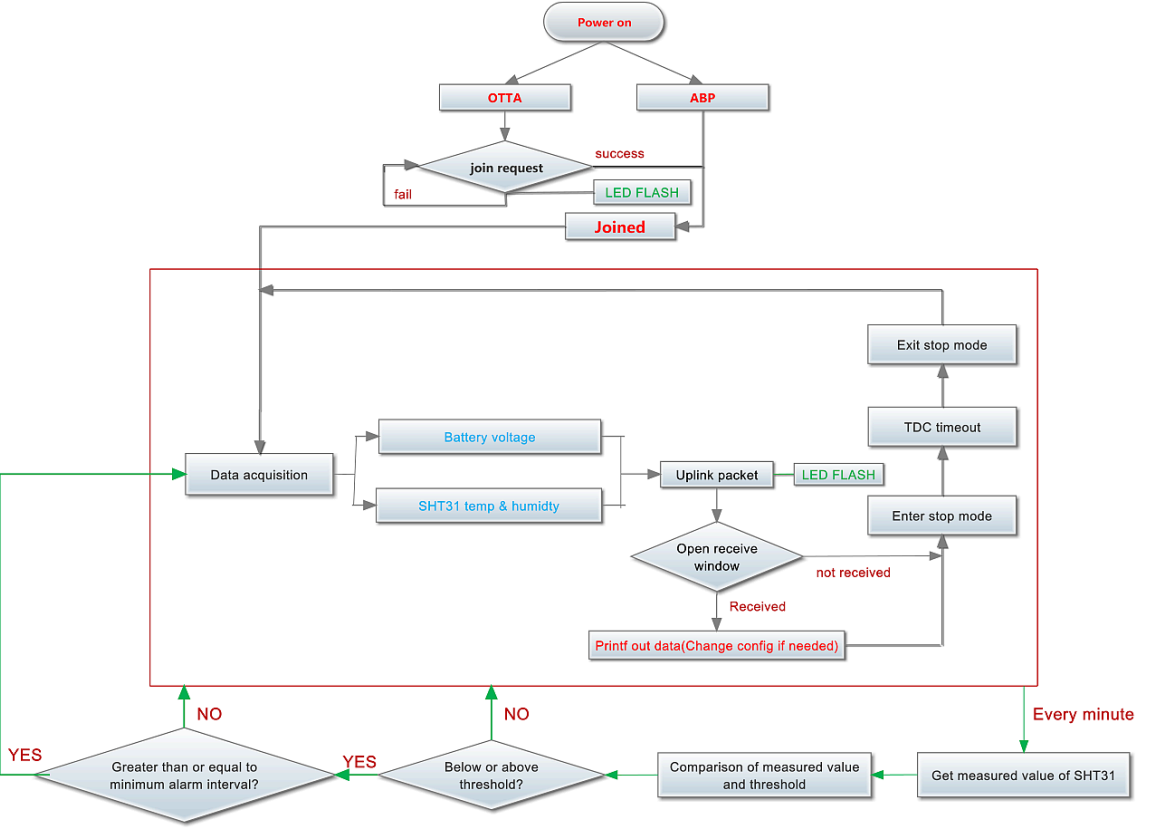 Power on
OTTA
ABP
join request
success
fail
LED FLASH
Joined
Exit stop mode
TDC timeout
Battery voltage
Data acquisition
Uplink packet
LED FLASH
SHT31 temp & humidty
Enter stop mode
Open receive
window
not received
Received
Printf out data(Change config if needed)
NO
NO
Every minute
YES
YES
Greater than or equal to
minimum alarm interval?
Below or above
threshold?
Comparison of measured value
and threshold
Get measured value of SHT31